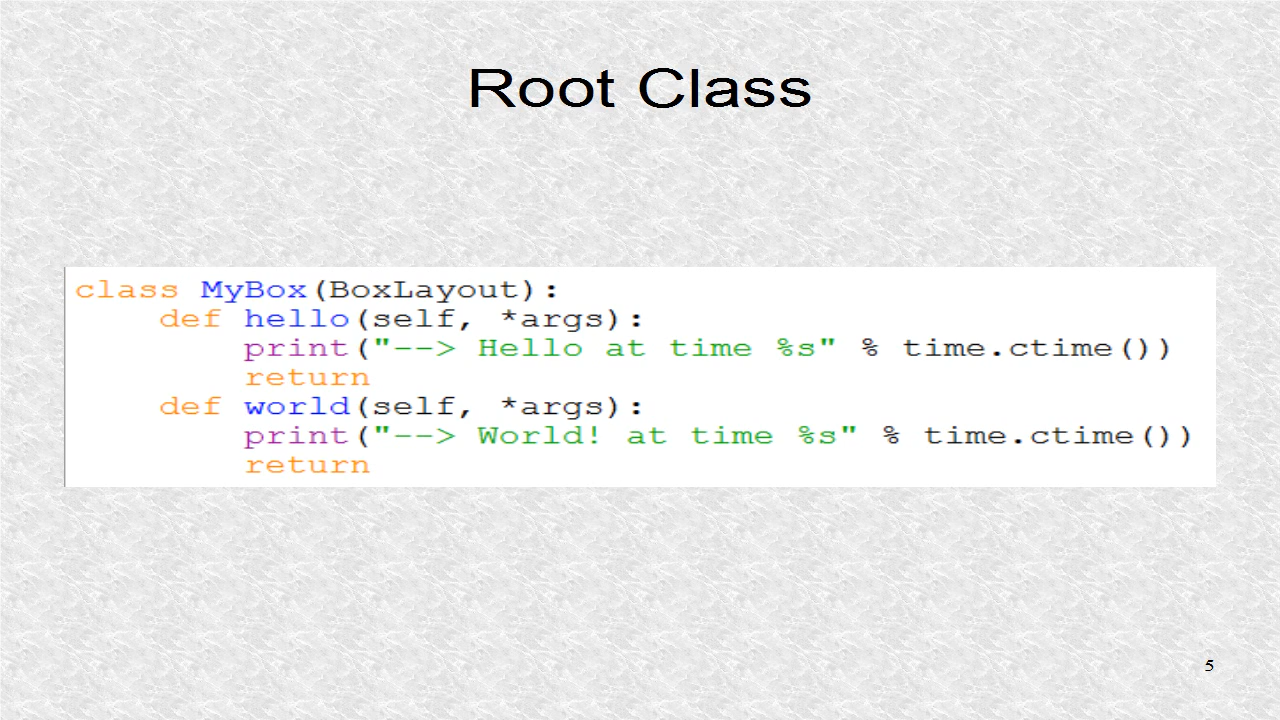 Root Class
class MyBox(BoxLayout):
    def hello(self, *args):
        print("--> Hello at time %s" % time.ctime())
        return
    def world(self, *args):
        print("--> World! at time %s" % time.ctime())
        return
5